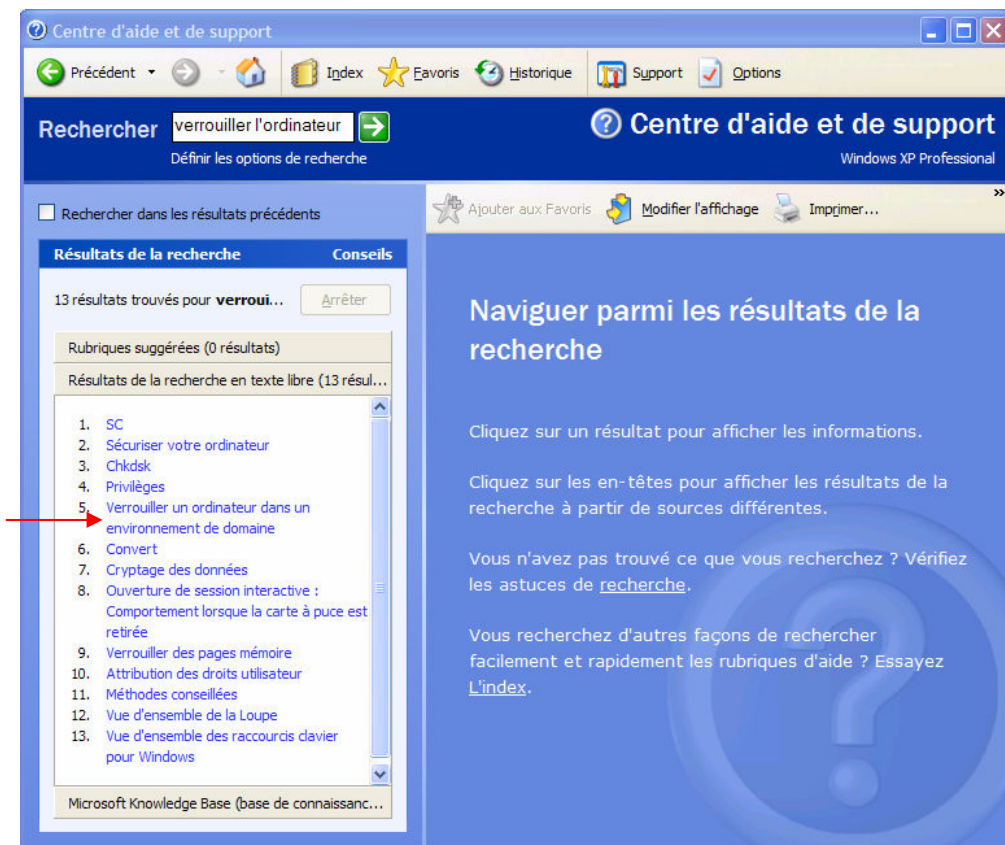 Centre d'aide et de support
Précédent Index Favoris Historique Support Options
Rechercher verrouiller l'ordinateur
Définir les options de recherche
Centre d'aide et de support
Windows XP Professional
Rechercher dans les résultats précédents
Ajouter aux Favoris Modifier l'affichage Imprimer... »
Résultats de la recherche Conseils
13 résultats trouvés pour verroui... Arrêter
Rubriques suggérées (0 résultats)
Résultats de la recherche en texte libre (13 résul...
1. SC
2. Sécuriser votre ordinateur
3. Chkdsk
4. Privilèges
5. Verrouiller un ordinateur dans un
environnement de domaine
6. Convert
7. Cryptage des données
8. Ouverture de session interactive :
Comportement lorsque la carte à puce est
retirée
9. Verrouiller des pages mémoire
10. Attribution des droits utilisateur
11. Méthodes conseillées
12. Vue d'ensemble de la Loupe
13. Vue d'ensemble des raccourcis clavier
pour Windows
Microsoft Knowledge Base (base de connaissanc...
Naviguer parmi les résultats de la
recherche
Cliquez sur un résultat pour afficher les informations.
Cliquez sur les en-têtes pour afficher les résultats de la
recherche à partir de sources différentes.
Vous n'avez pas trouvé ce que vous recherchez ? Vérifiez
les astuces de recherche.
Vous recherchez d'autres façons de rechercher
facilement et rapidement les rubriques d'aide ? Essayez
L'index.